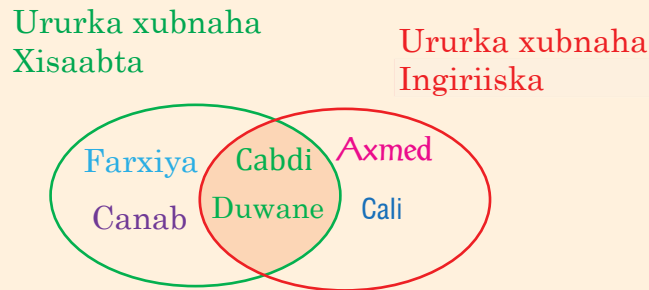 Ururka xubnaha
Xisaabta
Ururka xubnaha
Ingiriiska
Farxiya
Cabdi
Axmed
Canab
Duwane
Cali